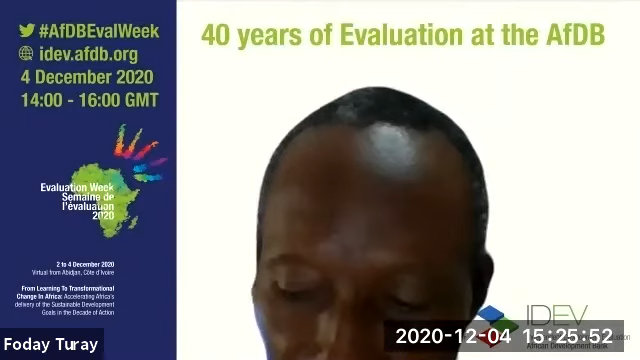 #AfDBEvalWeek
idev.afdb.org
4 December 2020
14:00 - 16:00 GMT
Evaluation Week
Semaine de
l'évaluation
2020
2 to 4 December 2020
Virtual from Abidjan, Côte d'Ivoire
From Learning To Transformational
Change In Africa: Accelerating Africa's
delivery of the Sustainable Development
Goals in the Decade of Action
Foday Turay
40 years of Evaluation at the AfDB
IDEV
2020-12-04 15:25:52
African Development Bank